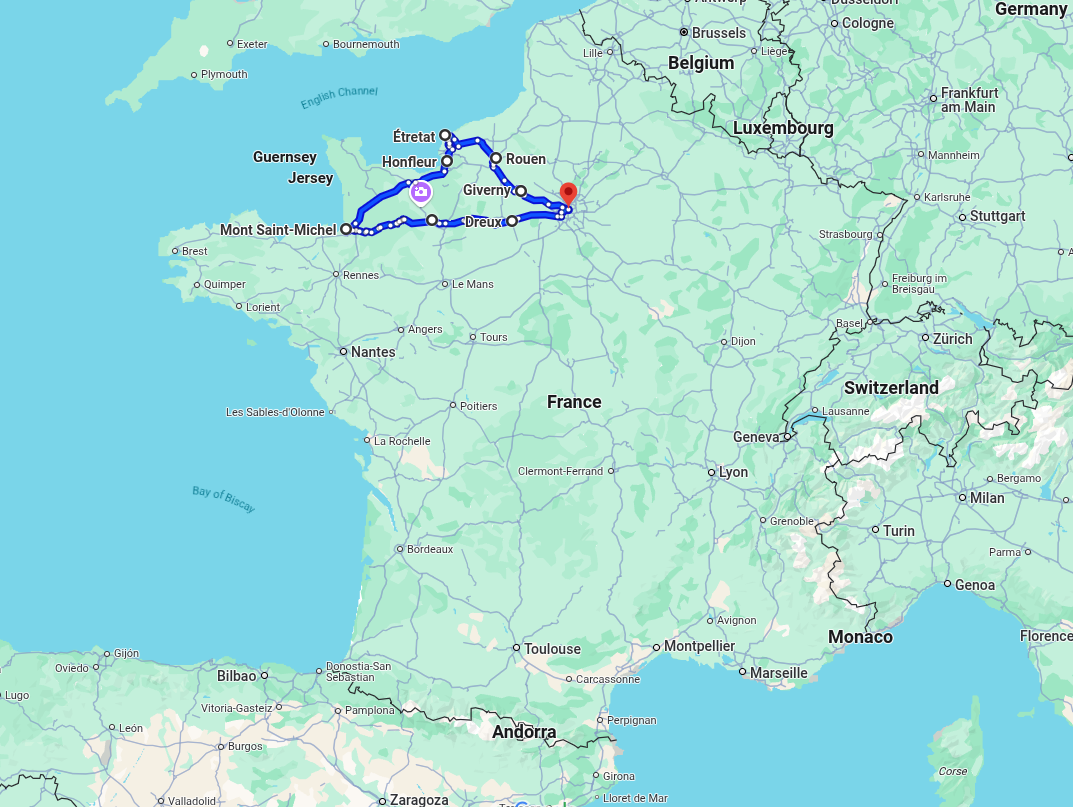 Antwerp
Düsseldorf
Germany
Cologne
Exeter
Bournemouth
Brussels
Lille
Liège
Belgium
Plymouth
English Channel
Frankfurt
am Main
Luxembourg
Étretat
Guernsey
Honfleur
Rouen
Mannheim
Jersey
Giverny
Karlsruhe
Stuttgart
Mont Saint-Michel
Dreux
Strasbourg
Brest
Rennes
Quimper
Le Mans
Freiburg im
Breisgau
Lorient
Angers
Tours
Basel
Dijon
Zürich
Nantes
Switzerland
France
Les Sables-d'Olonne
Poitiers
Lausanne
La Rochelle
Geneva
Clermont-Ferrand
Lyon
Bergamo
Bay of Biscay
Milan
Grenoble
Turin
Bordeaux
Parma
Genoa
Avignon
Monaco
Florence
Toulouse
Montpellier
Gijón
Oviedo
Bilbao
Donostia-San
Sebastian
Marseille
Carcassonne
Lugo
Vitoria-Gasteiz
Pamplona
Perpignan
León
Andorra
Burgos
Corse
Girona
Valladolid
Zaragoza
Lloret de Mar